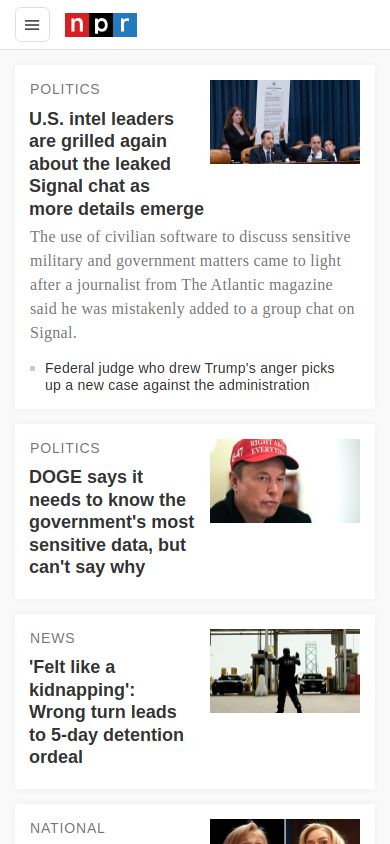 npr
POLITICS
U.S. intel leaders
are grilled again
about the leaked
Signal chat as
more details emerge
The use of civilian software to discuss sensitive
military and government matters came to light
after a journalist from The Atlantic magazine
said he was mistakenly added to a group chat on
Signal.
Federal judge who drew Trump's anger picks
up a new case against the administration
POLITICS
DOGE says it
needs to know the
government's most
sensitive data, but
can't say why
NEWS
'Felt like a
kidnapping':
Wrong turn leads
to 5-day detention
ordeal
NATIONAL